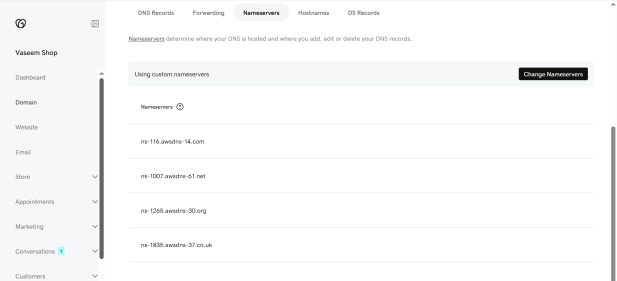 DNS Records
Forwarding
Nameservers
Hostnames
DS Records
Nameservers determine where your DNS is hosted and where you add, edit or delete your DNS records.
Vaseem Shop
Dashboard
Domain
Website
Email
Store
Appointments
Marketing
Conversations 1
Customers
Using custom nameservers
Change Nameservers
Nameservers ?
ns-116.awsdns-14.com
ns-1007.awsdns-61.net
ns-1265.awsdns-30.org
ns-1835.awsdns-37.co.uk